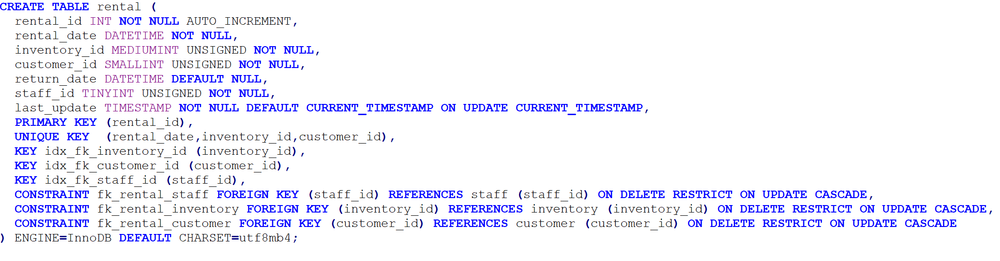 CREATE TABLE rental (
  rental_id INT NOT NULL AUTO_INCREMENT,
  rental_date DATETIME NOT NULL,
  inventory_id MEDIUMINT UNSIGNED NOT NULL,
  customer_id SMALLINT UNSIGNED NOT NULL,
  return_date DATETIME DEFAULT NULL,
  staff_id TINYINT UNSIGNED NOT NULL,
  last_update TIMESTAMP NOT NULL DEFAULT CURRENT_TIMESTAMP ON UPDATE CURRENT_TIMESTAMP,
  PRIMARY KEY (rental_id),
  UNIQUE KEY  (rental_date,inventory_id,customer_id),
  KEY idx_fk_inventory_id (inventory_id),
  KEY idx_fk_customer_id (customer_id),
  KEY idx_fk_staff_id (staff_id),
  CONSTRAINT fk_rental_staff FOREIGN KEY (staff_id) REFERENCES staff (staff_id) ON DELETE RESTRICT ON UPDATE CASCADE,
  CONSTRAINT fk_rental_inventory FOREIGN KEY (inventory_id) REFERENCES inventory (inventory_id) ON DELETE RESTRICT ON UPDATE CASCADE,
  CONSTRAINT fk_rental_customer FOREIGN KEY (customer_id) REFERENCES customer (customer_id) ON DELETE RESTRICT ON UPDATE CASCADE
) ENGINE=InnoDB DEFAULT CHARSET=utf8mb4;